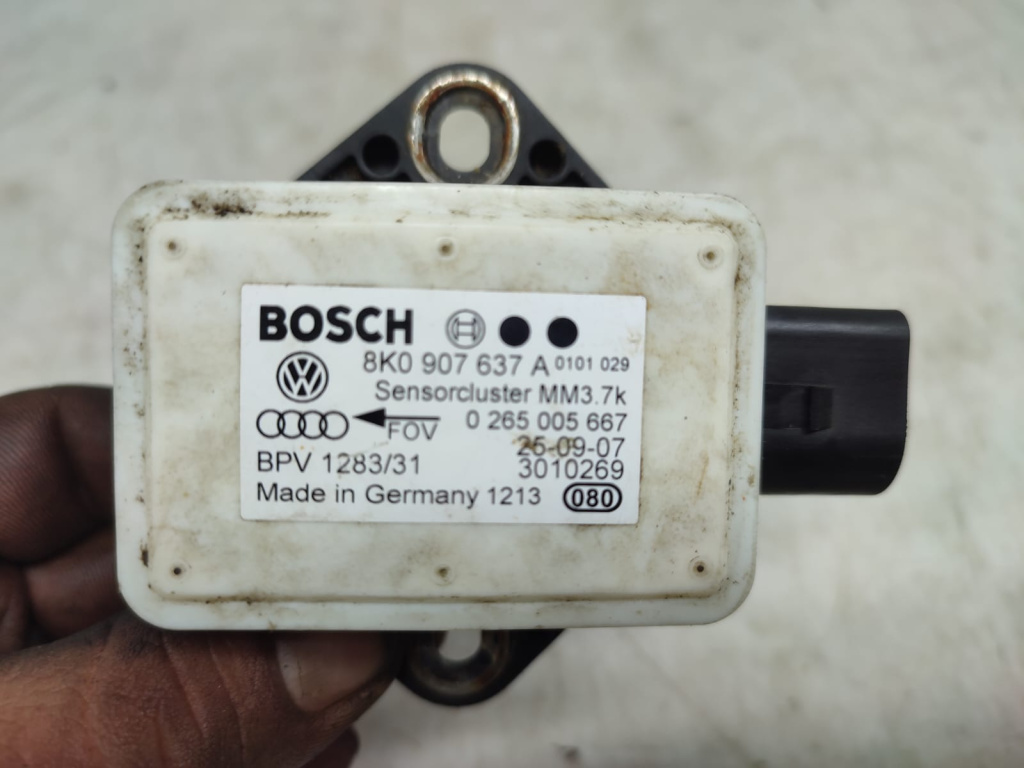 BOSCH
8K0 907 637 A 0101 029
Sensorcluster MM3.7k
FOV 0 265 005 667
25-09-07
BPV 1283/31 3010269
Made in Germany 1213 080